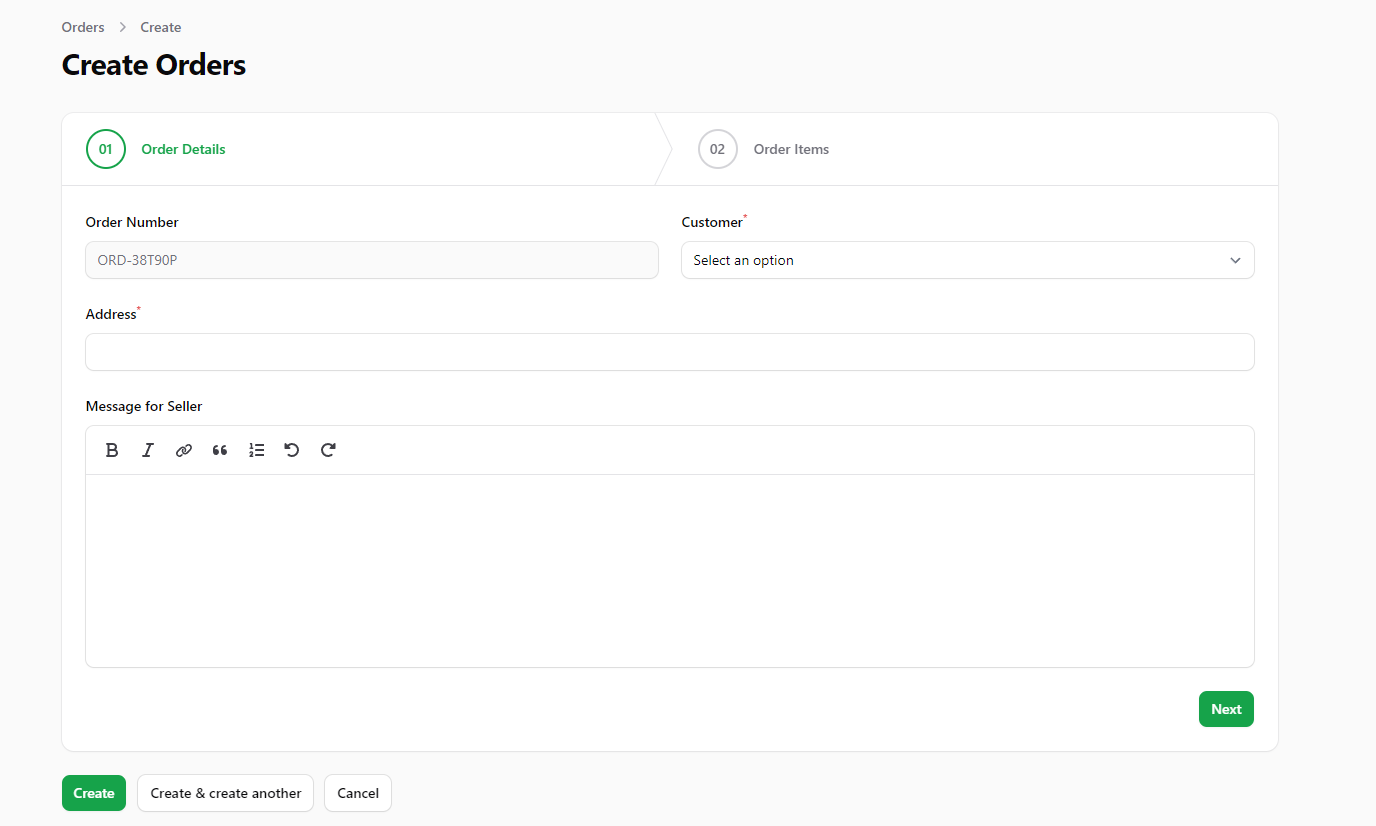 Orders > Create
Create Orders
01 Order Details 02 Order Items
Order Number Customer*
ORD-38T90P Select an option
Address*
Message for Seller
Next
Create Create & create another Cancel